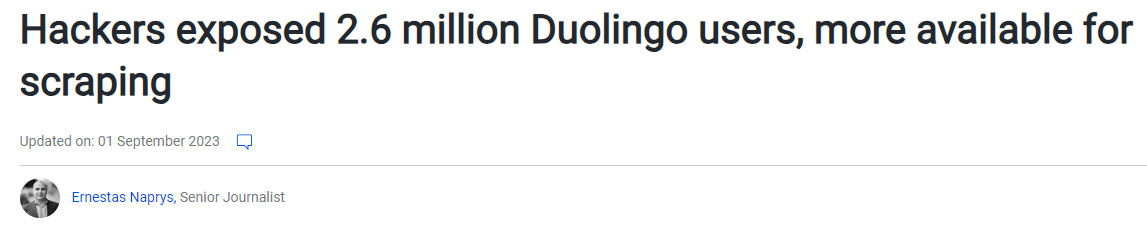 Hackers exposed 2.6 million Duolingo users, more available for
scraping
Updated on: 01 September 2023
Ernestas Naprys, Senior Journalist